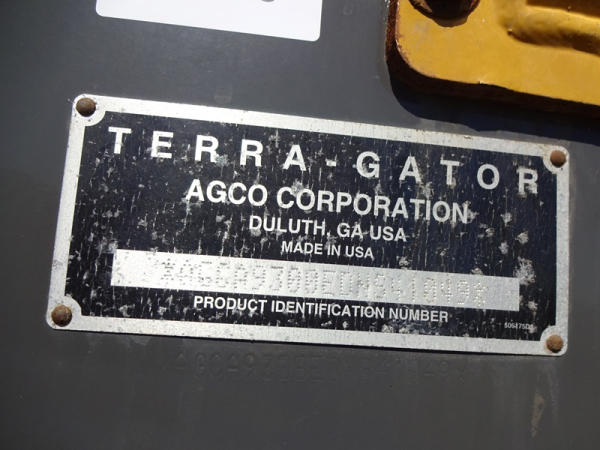 TERRA-GATOR
AGCO CORPORATION
DULUTH, GA USA
MADE IN USA
PRODUCT IDENTIFICATION NUMBER